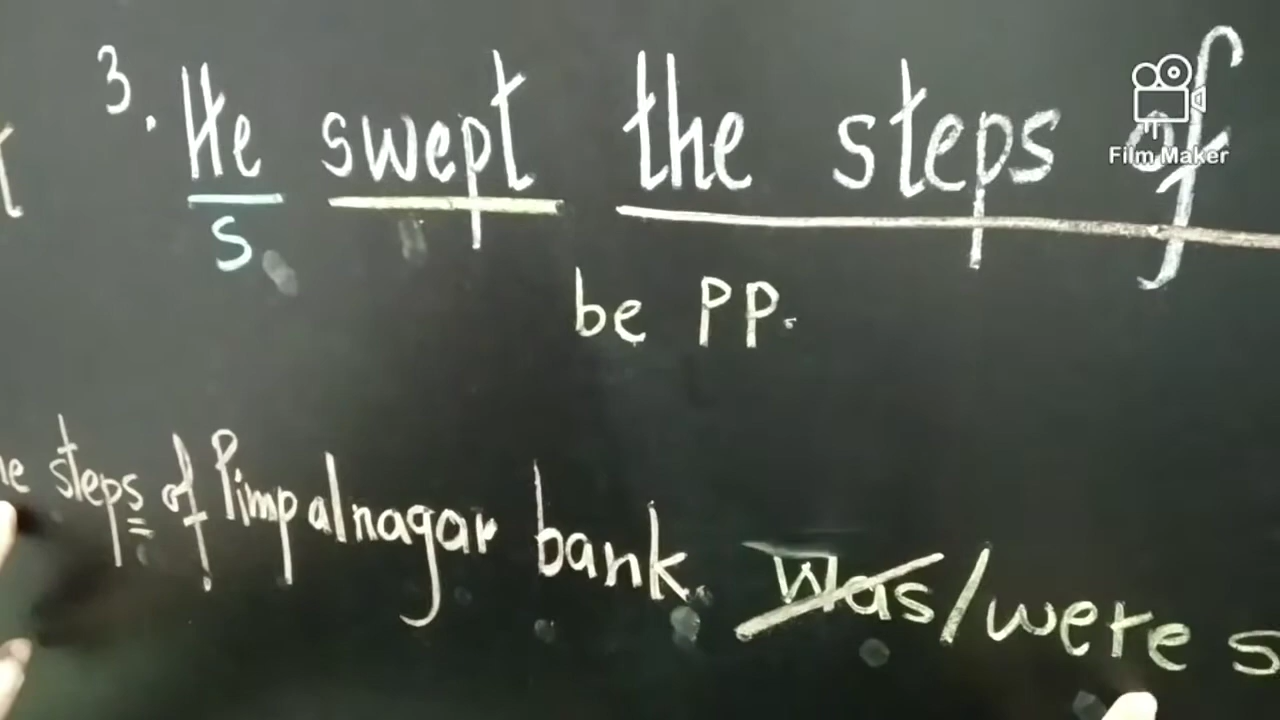 3. He swept the steps of
Film Maker
S
be PP.
steps of Pimpalnagar bank. Was/were